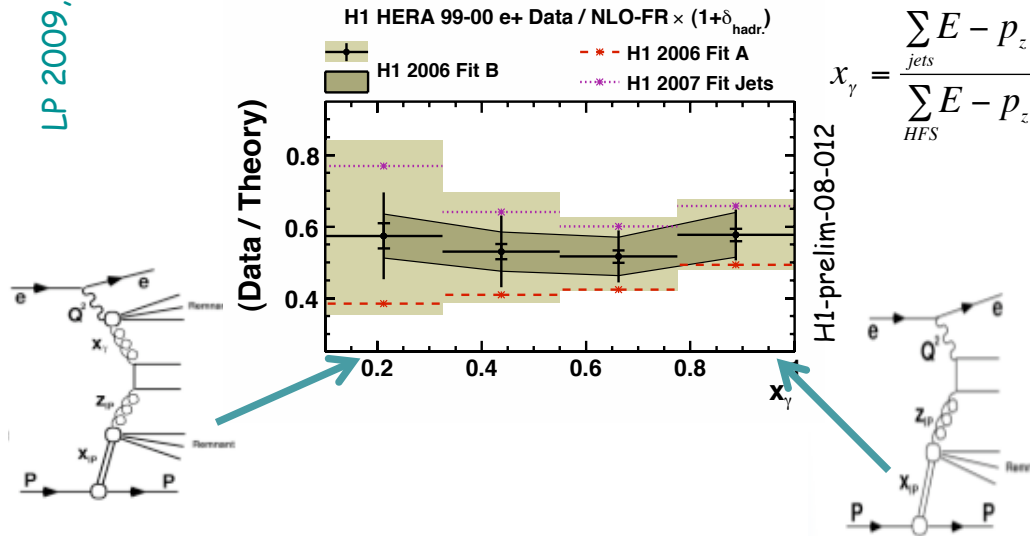 LP 2009,
H1 HERA 99-00 e+ Data / NLO-FR × (1+δhadr.)
H1 2006 Fit B
H1 2006 Fit A
H1 2007 Fit Jets
xγ = ∑jets E − pz / ∑HFS E − pz
(Data / Theory)
0.8
0.6
0.4
0.2 0.4 0.6 0.8 1
xγ
H1-prelim-08-012
e
e
Q2
Remnant
xγ
zIP
Remnant
xIP
P
P
e
e
Q2
zIP
Remn
xIP
P
P